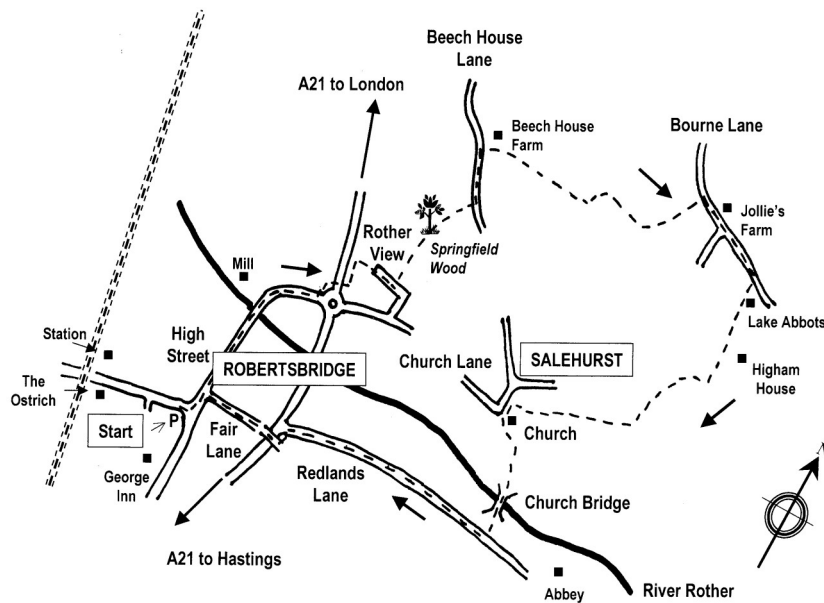 Beech House
Lane
A21 to London
Beech House
Farm
Bourne Lane
Jollie's
Farm
Rother
View
Springfield
Wood
Mill
Station
High
Street
The
Ostrich
ROBERTSBRIDGE
Church Lane
SALEHURST
Lake Abbots
Higham
House
Start
P
Fair
Lane
Church
George
Inn
Redlands
Lane
Church Bridge
A21 to Hastings
Abbey
River Rother
N